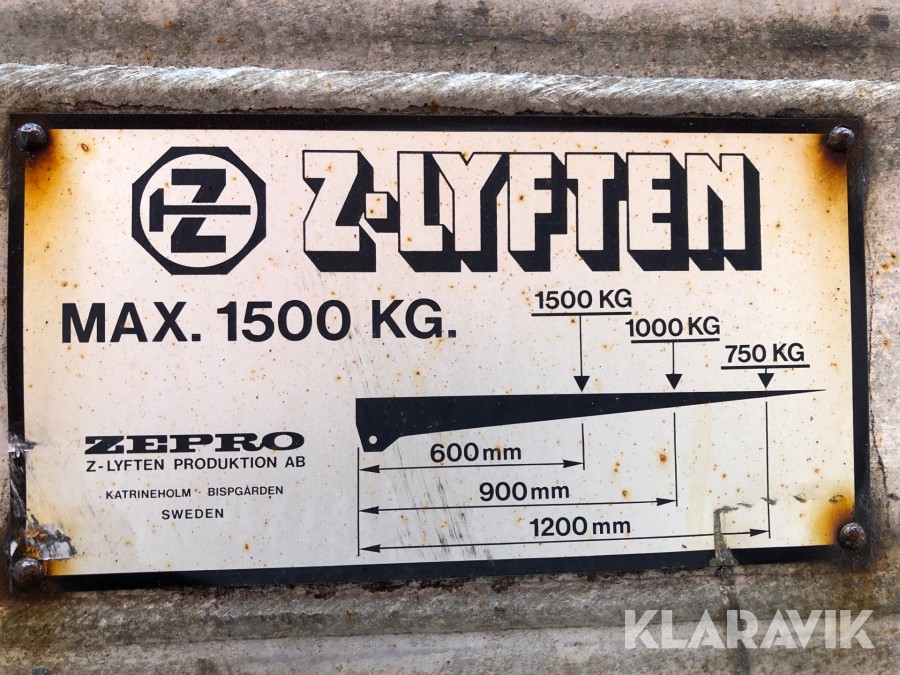 Z
Z-LYFTEN
MAX. 1500 KG.
1500 KG
1000 KG
750 KG
ZEPRO
Z-LYFTEN PRODUKTION AB
KATRINEHOLM BISPGÅRDEN
SWEDEN
600 mm
900 mm
1200 mm
KLARAVIK